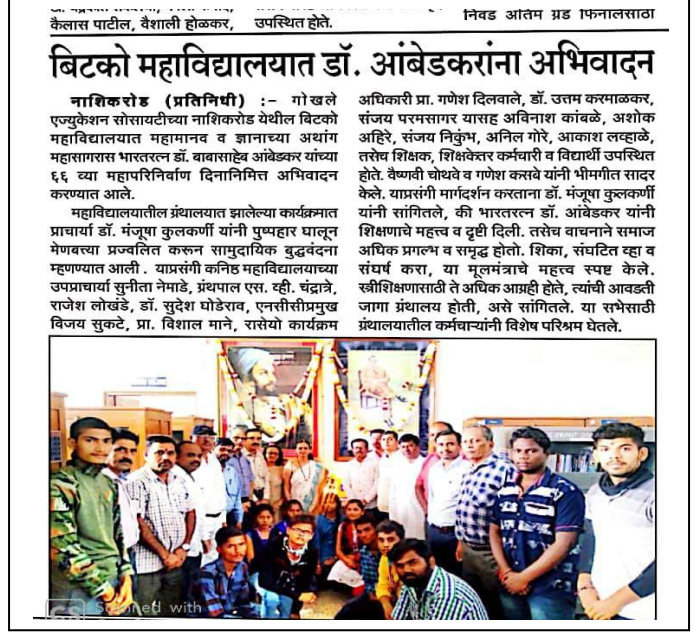 कैलास पाटील, वैशाली होळकर,
उपस्थित होते.
निवड अंतिम ग्रँड फिनालेसाठी
बिटको महाविद्यालयात डॉ. आंबेडकरांना अभिवादन
नाशिकरोड (प्रतिनिधी) :– गोखले
एज्युकेशन सोसायटीच्या नाशिकरोड येथील बिटको
महाविद्यालयात महामानव व ज्ञानाच्या अथांग
महासागरास भारतरत्न डॉ. बाबासाहेब आंबेडकर यांच्या
६६ व्या महापरिनिर्वाण दिनानिमित्त अभिवादन
करण्यात आले.
महाविद्यालयातील ग्रंथालयात झालेल्या कार्यक्रमात
प्राचार्या डॉ. मंजूषा कुलकर्णी यांनी पुष्पहार घालून
मेणबत्त्या प्रज्वलित करून सामुदायिक बुद्धवंदना
म्हणण्यात आली . याप्रसंगी कनिष्ठ महाविद्यालयाच्या
उपप्राचार्या सुनीता नेमाडे, ग्रंथपाल एस. व्ही. चंद्रात्रे,
राजेश लोखंडे, डॉ. सुदेश घोडेराव, एनसीसीप्रमुख
विजय सुकटे, प्रा. विशाल माने, रासेयो कार्यक्रम
अधिकारी प्रा. गणेश दिलवाले, डॉ. उत्तम करमाळकर,
संजय परमसागर यासह अविनाश कांबळे, अशोक
अहिरे, संजय निकुंभ, अनिल गोरे, आकाश लव्हाळे,
तसेच शिक्षक, शिक्षकेत्तर कर्मचारी व विद्यार्थी उपस्थित
होते. वैष्णवी चोथवे व गणेश कसबे यांनी भीमगीत सादर
केले. याप्रसंगी मार्गदर्शन करताना डॉ. मंजूषा कुलकर्णी
यांनी सांगितले, की भारतरत्न डॉ. आंबेडकर यांनी
शिक्षणाचे महत्त्व व दृष्टी दिली. तसेच वाचनाने समाज
अधिक प्रगल्भ व समृद्ध होतो. शिका, संघटित व्हा व
संघर्ष करा, या मूलमंत्राचे महत्त्व स्पष्ट केले.
स्त्रीशिक्षणासाठी ते अधिक आग्रही होते, त्यांची आवडती
जागा ग्रंथालय होती, असे सांगितले. या सभेसाठी
ग्रंथालयातील कर्मचाऱ्यांनी विशेष परिश्रम घेतले.
CS Scanned with